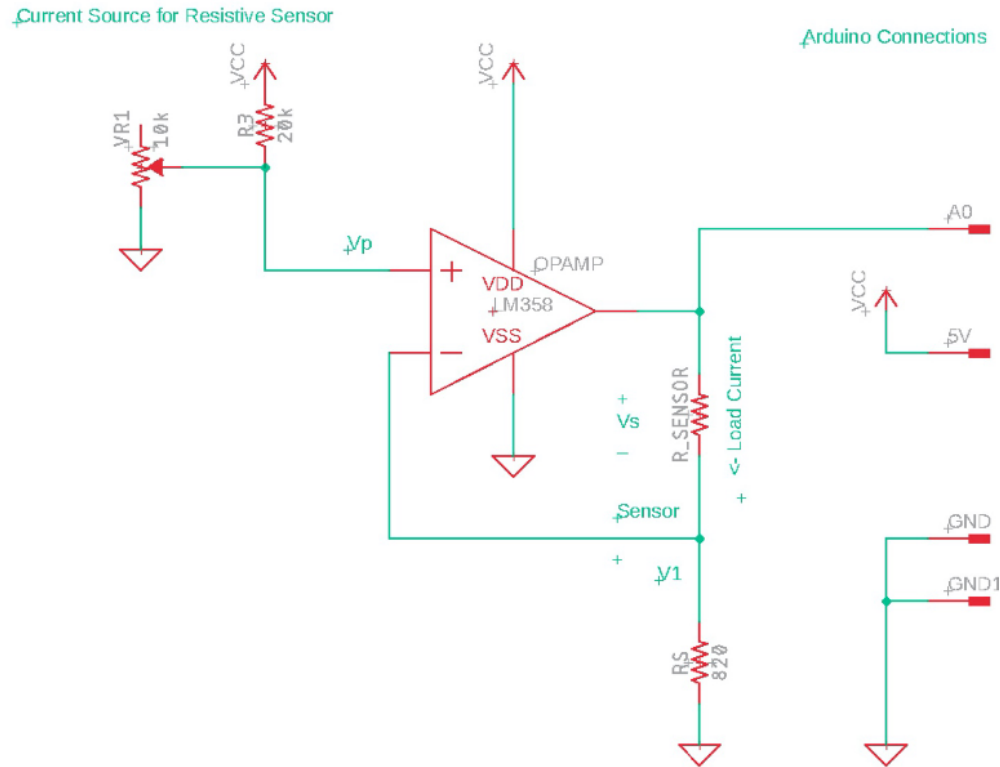 Current Source for Resistive Sensor
Arduino Connections
VCC
VCC
VR1
10k
R3
20k
A0
+Vp
OPAMP
+
VDD
LM358
VCC
VSS
5V
−
+
Vs
−
R_SENSOR
<- Load Current
Sensor
GND
+
V1
GND1
RS
820